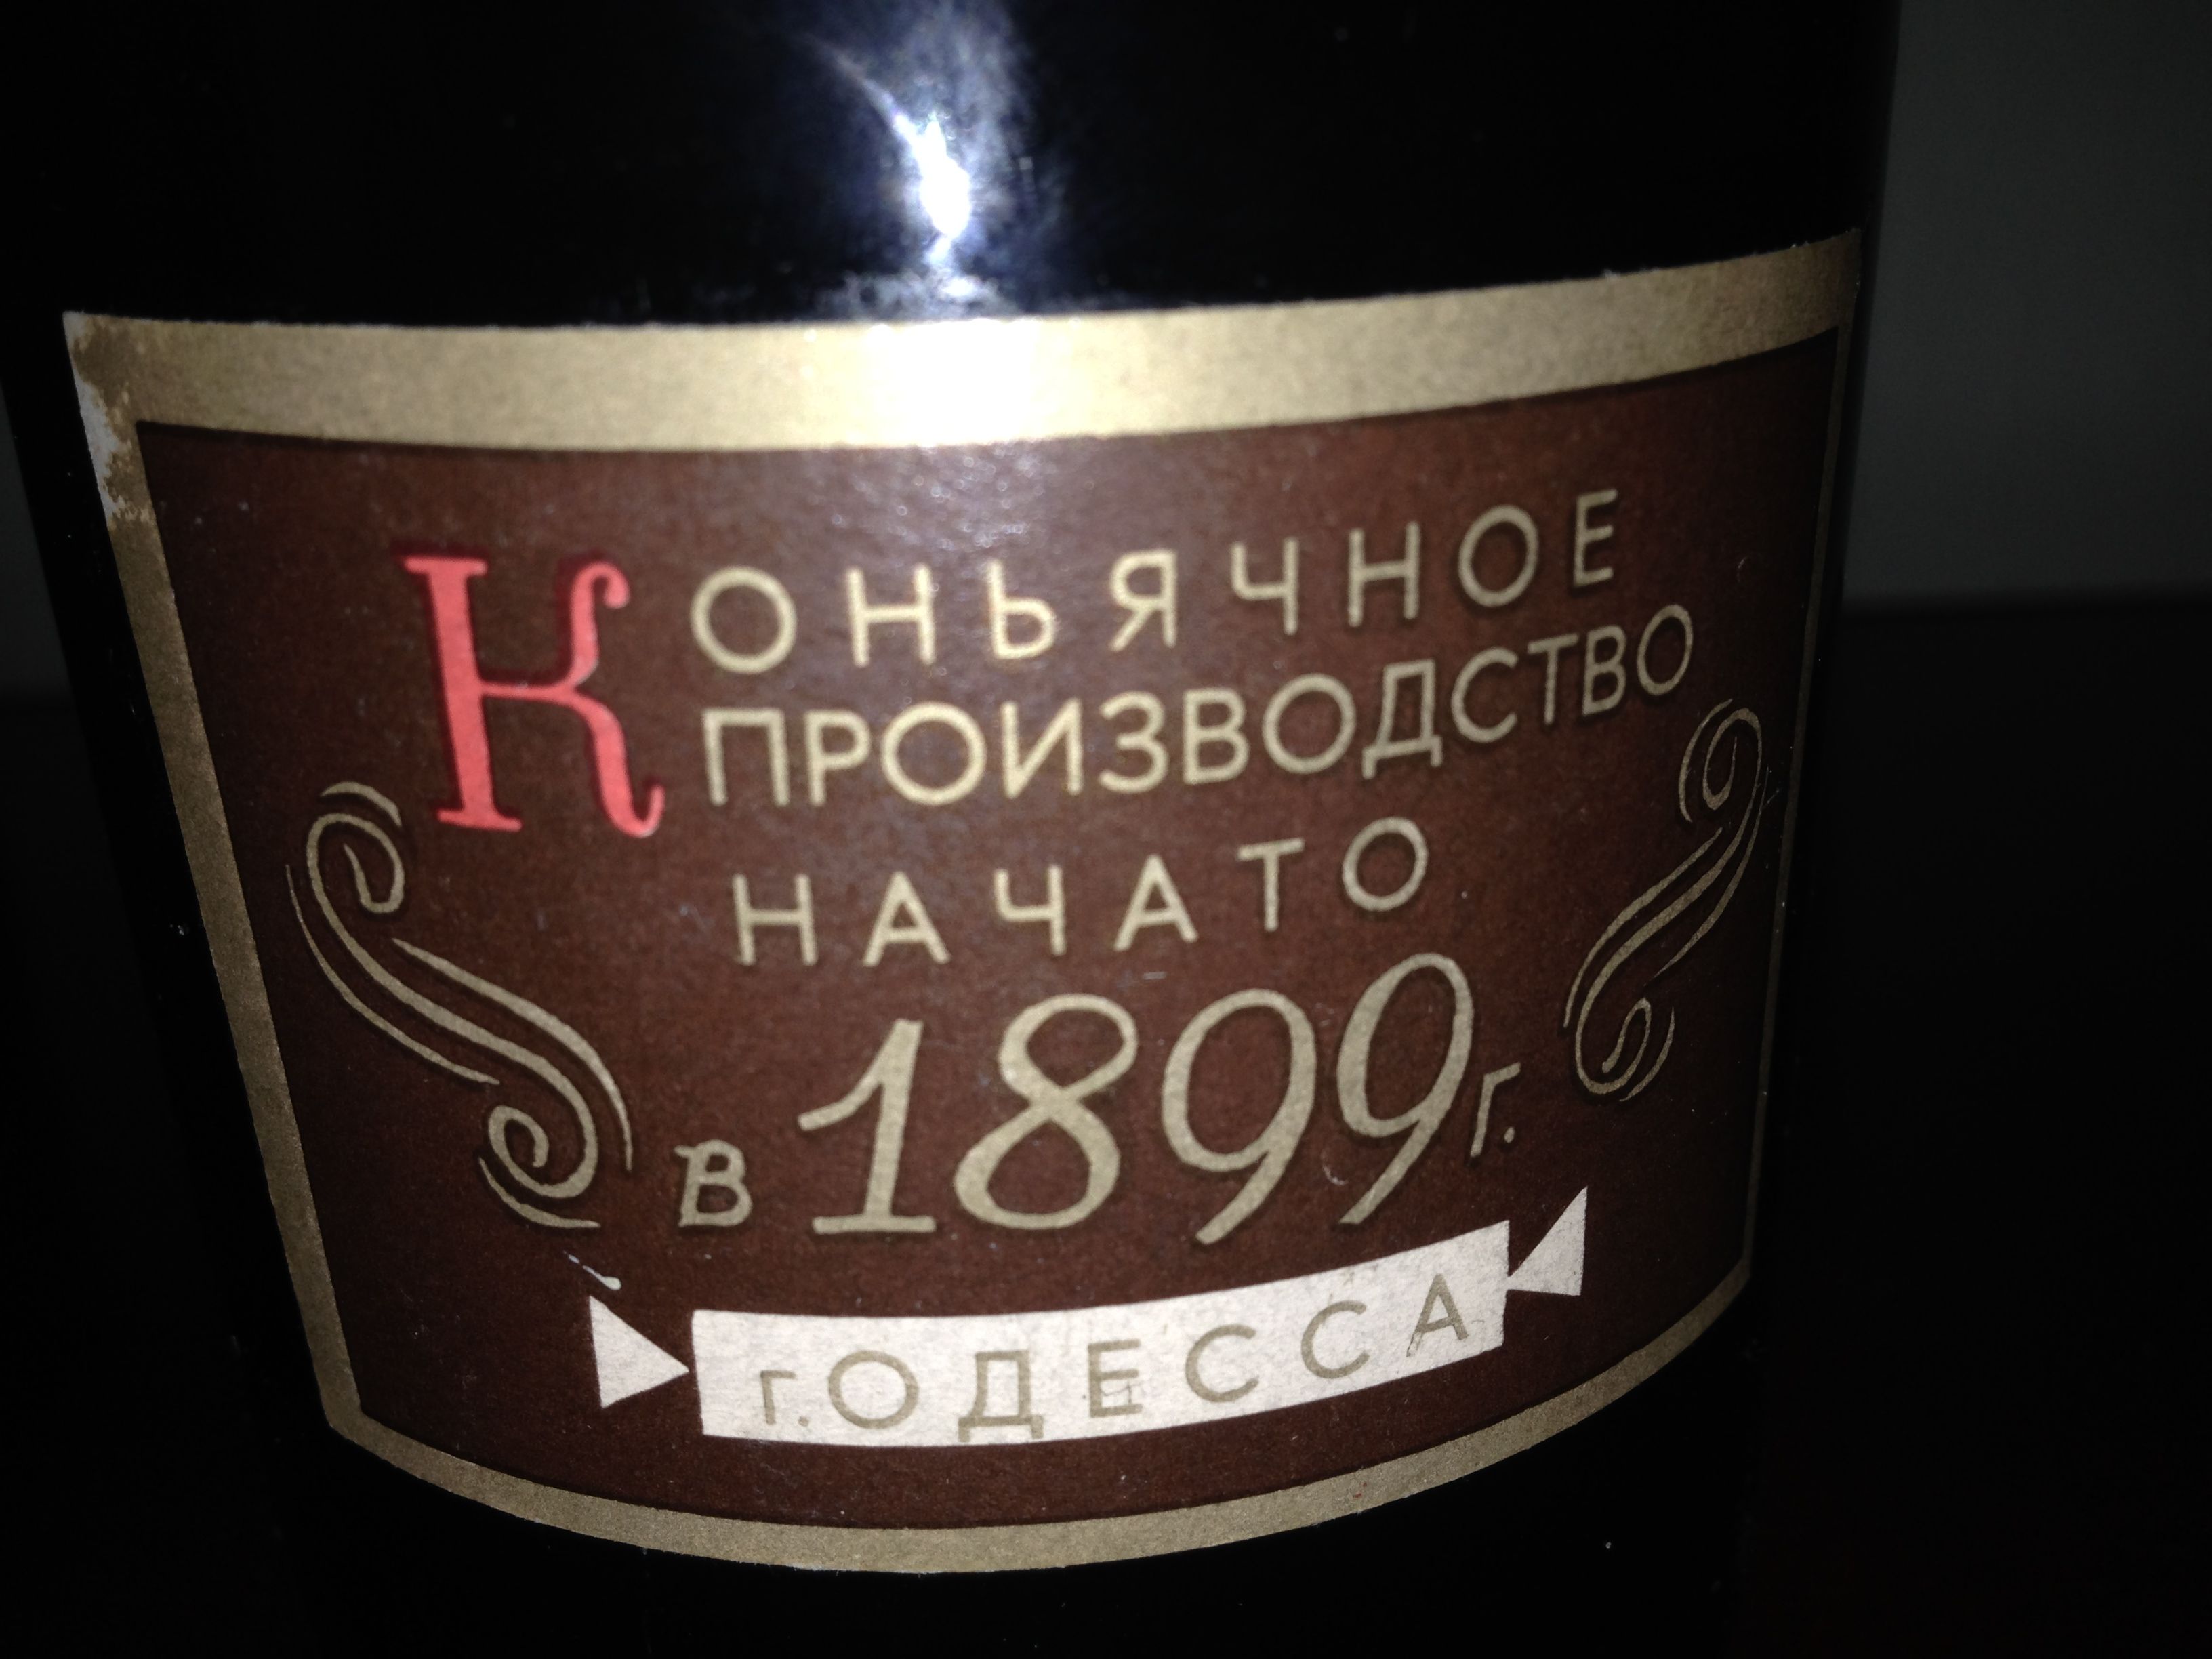 КОНЬЯЧНОЕ
ПРОИЗВОДСТВО
НАЧАТО
в 1899 г.
г. ОДЕССА